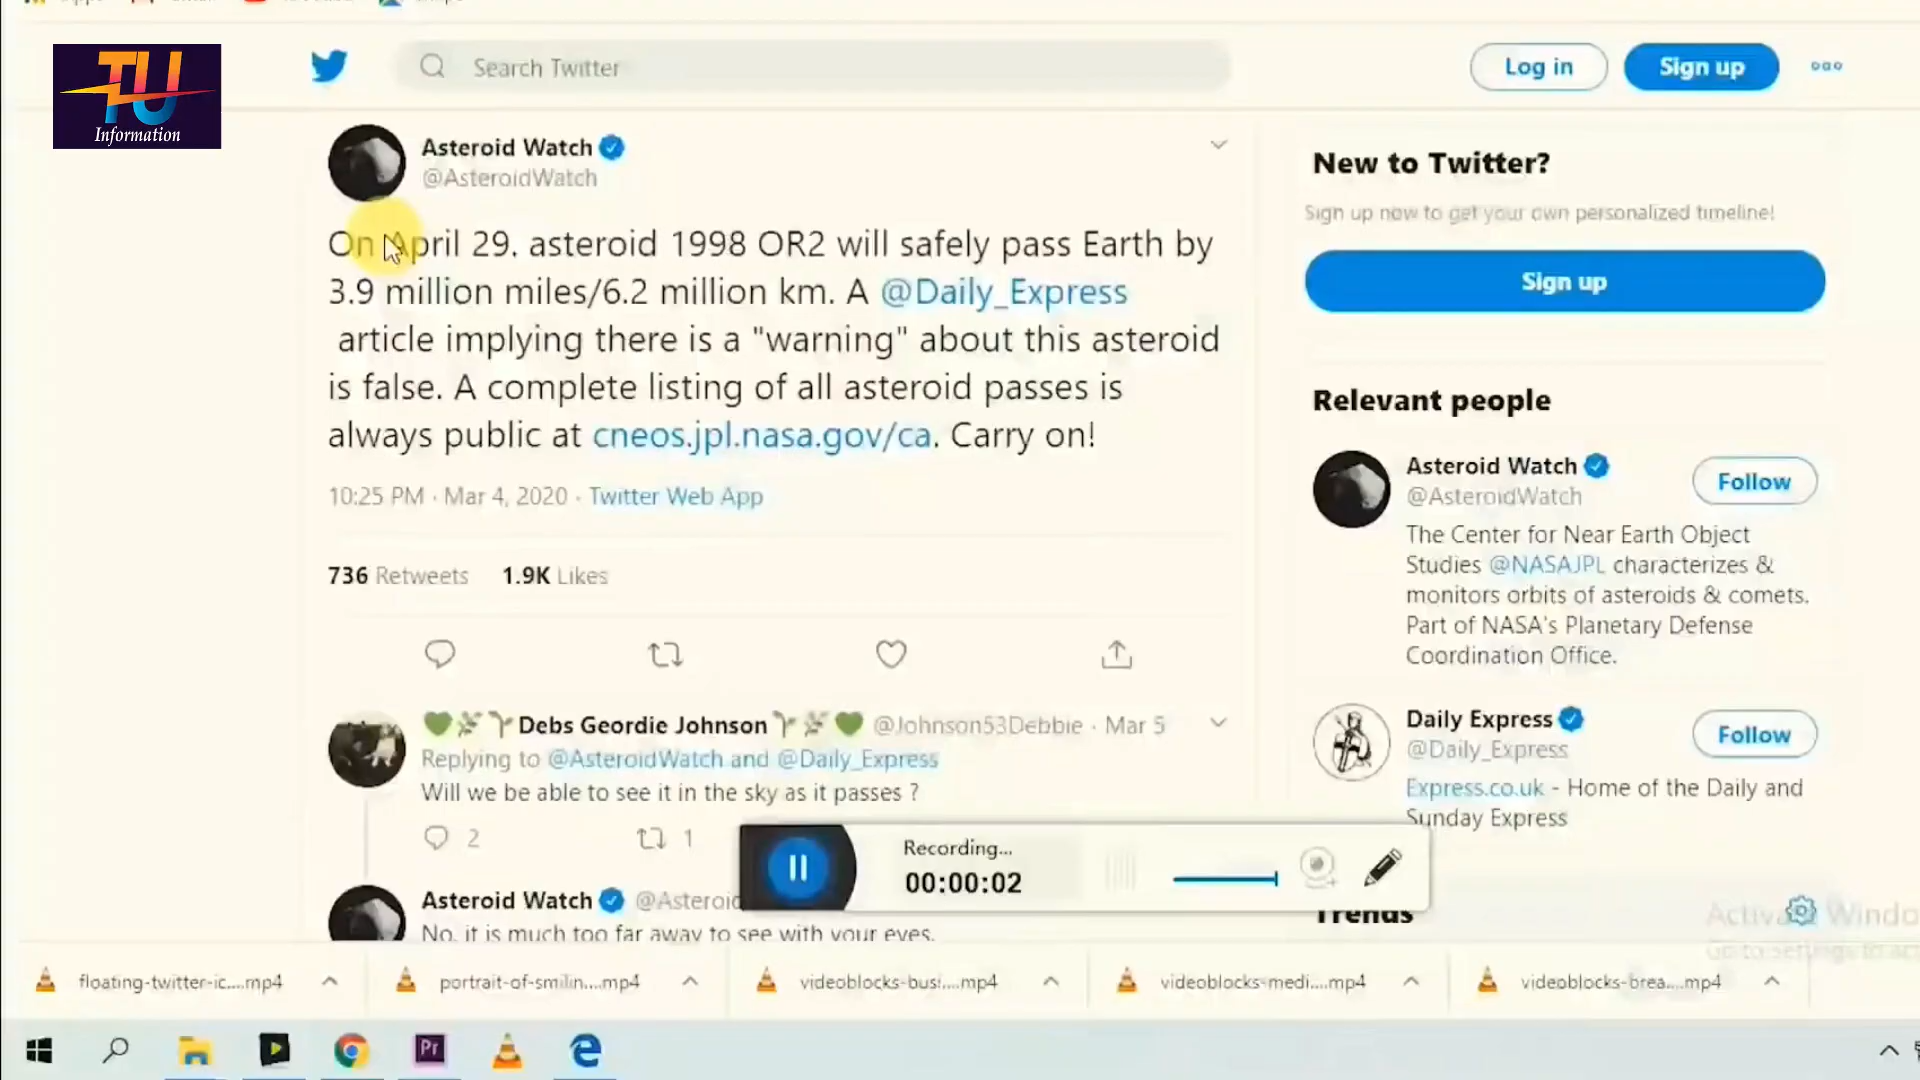 TU
Information
Search Twitter
Log in
Sign up
Asteroid Watch
@AsteroidWatch
On April 29. asteroid 1998 OR2 will safely pass Earth by
3.9 million miles/6.2 million km. A @Daily_Express
article implying there is a "warning" about this asteroid
is false. A complete listing of all asteroid passes is
always public at cneos.jpl.nasa.gov/ca. Carry on!
10:25 PM · Mar 4, 2020 · Twitter Web App
736 Retweets 1.9K Likes
Debs Geordie Johnson @Johnson53Debbie · Mar 5
Replying to @AsteroidWatch and @Daily_Express
Will we be able to see it in the sky as it passes ?
2 1
Asteroid Watch
No. it is much too far away to see with your eyes.
New to Twitter?
Sign up now to get your own personalized timeline!
Sign up
Relevant people
Asteroid Watch
@AsteroidWatch
Follow
The Center for Near Earth Object
Studies @NASAJPL characterizes &
monitors orbits of asteroids & comets.
Part of NASA's Planetary Defense
Coordination Office.
Daily Express
@Daily_Express
Follow
Express.co.uk - Home of the Daily and
Sunday Express
Trends
Recording...
00:00:02
floating-twitter-ic....mp4
portrait-of-smilin....mp4
videoblocks-busi....mp4
videoblocks-medi....mp4
videoblocks-brea....mp4
Pr